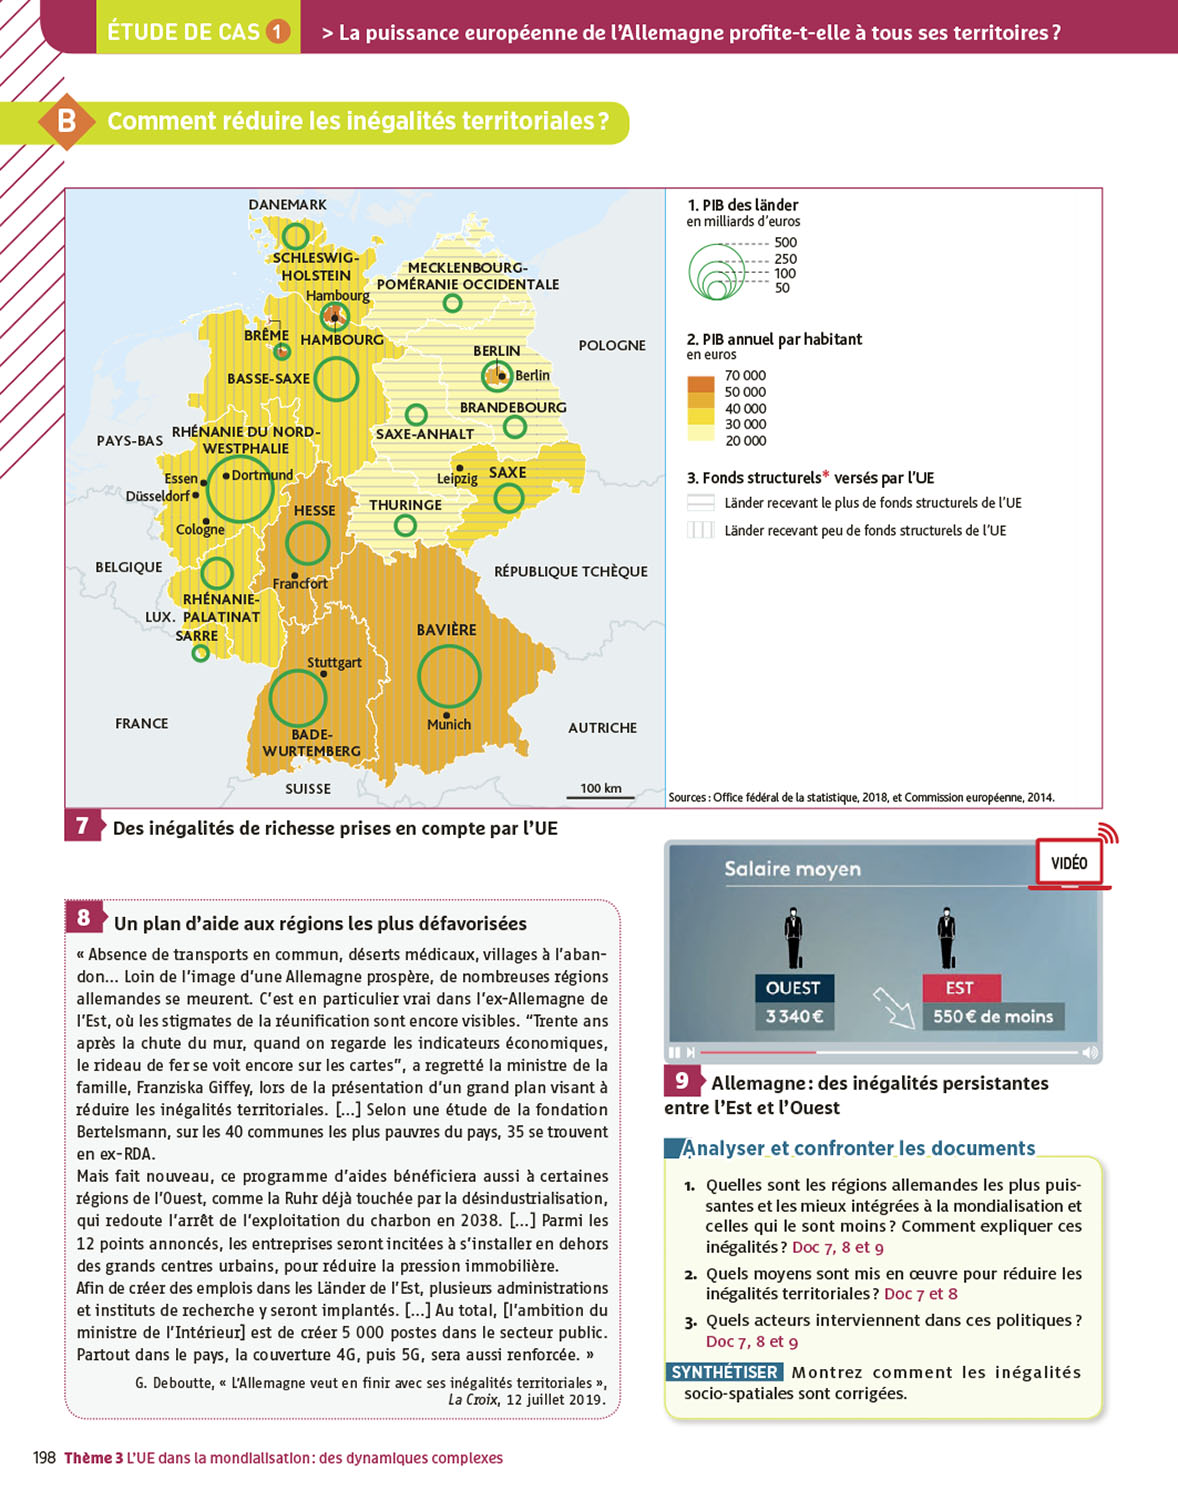 ÉTUDE DE CAS 1
> La puissance européenne de l'Allemagne profite-t-elle à tous ses territoires ?
B
Comment réduire les inégalités territoriales ?
DANEMARK
SCHLESWIG-
HOLSTEIN
Hambourg
MECKLENBOURG-
POMÉRANIE OCCIDENTALE
BRÊME
HAMBOURG
BERLIN
Berlin
POLOGNE
BASSE-SAXE
BRANDEBOURG
SAXE-ANHALT
PAYS-BAS
RHÉNANIE DU NORD-
WESTPHALIE
Essen
Dortmund
Düsseldorf
Leipzig
SAXE
Cologne
HESSE
THURINGE
BELGIQUE
Francfort
RÉPUBLIQUE TCHÈQUE
RHÉNANIE-
LUX. PALATINAT
SARRE
BAVIÈRE
Stuttgart
FRANCE
Munich
AUTRICHE
BADE-
WURTEMBERG
SUISSE
100 km
1. PIB des länder
en milliards d'euros
500
250
100
50
2. PIB annuel par habitant
en euros
70 000
50 000
40 000
30 000
20 000
3. Fonds structurels* versés par l'UE
Länder recevant le plus de fonds structurels de l'UE
Länder recevant peu de fonds structurels de l'UE
Sources : Office fédéral de la statistique, 2018, et Commission européenne, 2014.
7 Des inégalités de richesse prises en compte par l'UE
8 Un plan d'aide aux régions les plus défavorisées
« Absence de transports en commun, déserts médicaux, villages à l'aban-
don... Loin de l'image d'une Allemagne prospère, de nombreuses régions
allemandes se meurent. C'est en particulier vrai dans l'ex-Allemagne de
l'Est, où les stigmates de la réunification sont encore visibles. "Trente ans
après la chute du mur, quand on regarde les indicateurs économiques,
le rideau de fer se voit encore sur les cartes", a regretté la ministre de la
famille, Franziska Giffey, lors de la présentation d'un grand plan visant à
réduire les inégalités territoriales. [...] Selon une étude de la fondation
Bertelsmann, sur les 40 communes les plus pauvres du pays, 35 se trouvent
en ex-RDA.
Mais fait nouveau, ce programme d'aides bénéficiera aussi à certaines
régions de l'Ouest, comme la Ruhr déjà touchée par la désindustrialisation,
qui redoute l'arrêt de l'exploitation du charbon en 2038. [...] Parmi les
12 points annoncés, les entreprises seront incitées à s'installer en dehors
des grands centres urbains, pour réduire la pression immobilière.
Afin de créer des emplois dans les Länder de l'Est, plusieurs administrations
et instituts de recherche y seront implantés. [...] Au total, [l'ambition du
ministre de l'Intérieur] est de créer 5 000 postes dans le secteur public.
Partout dans le pays, la couverture 4G, puis 5G, sera aussi renforcée. »
G. Deboutte, « L'Allemagne veut en finir avec ses inégalités territoriales »,
La Croix, 12 juillet 2019.
VIDÉO
Salaire moyen
OUEST
3 340 €
EST
550 € de moins
9 Allemagne : des inégalités persistantes
entre l'Est et l'Ouest
Analyser et confronter les documents
1. Quelles sont les régions allemandes les plus puis-
santes et les mieux intégrées à la mondialisation et
celles qui le sont moins ? Comment expliquer ces
inégalités ? Doc 7, 8 et 9
2. Quels moyens sont mis en œuvre pour réduire les
inégalités territoriales ? Doc 7 et 8
3. Quels acteurs interviennent dans ces politiques ?
Doc 7, 8 et 9
SYNTHÉTISER Montrez comment les inégalités
socio-spatiales sont corrigées.
198 Thème 3 L'UE dans la mondialisation : des dynamiques complexes